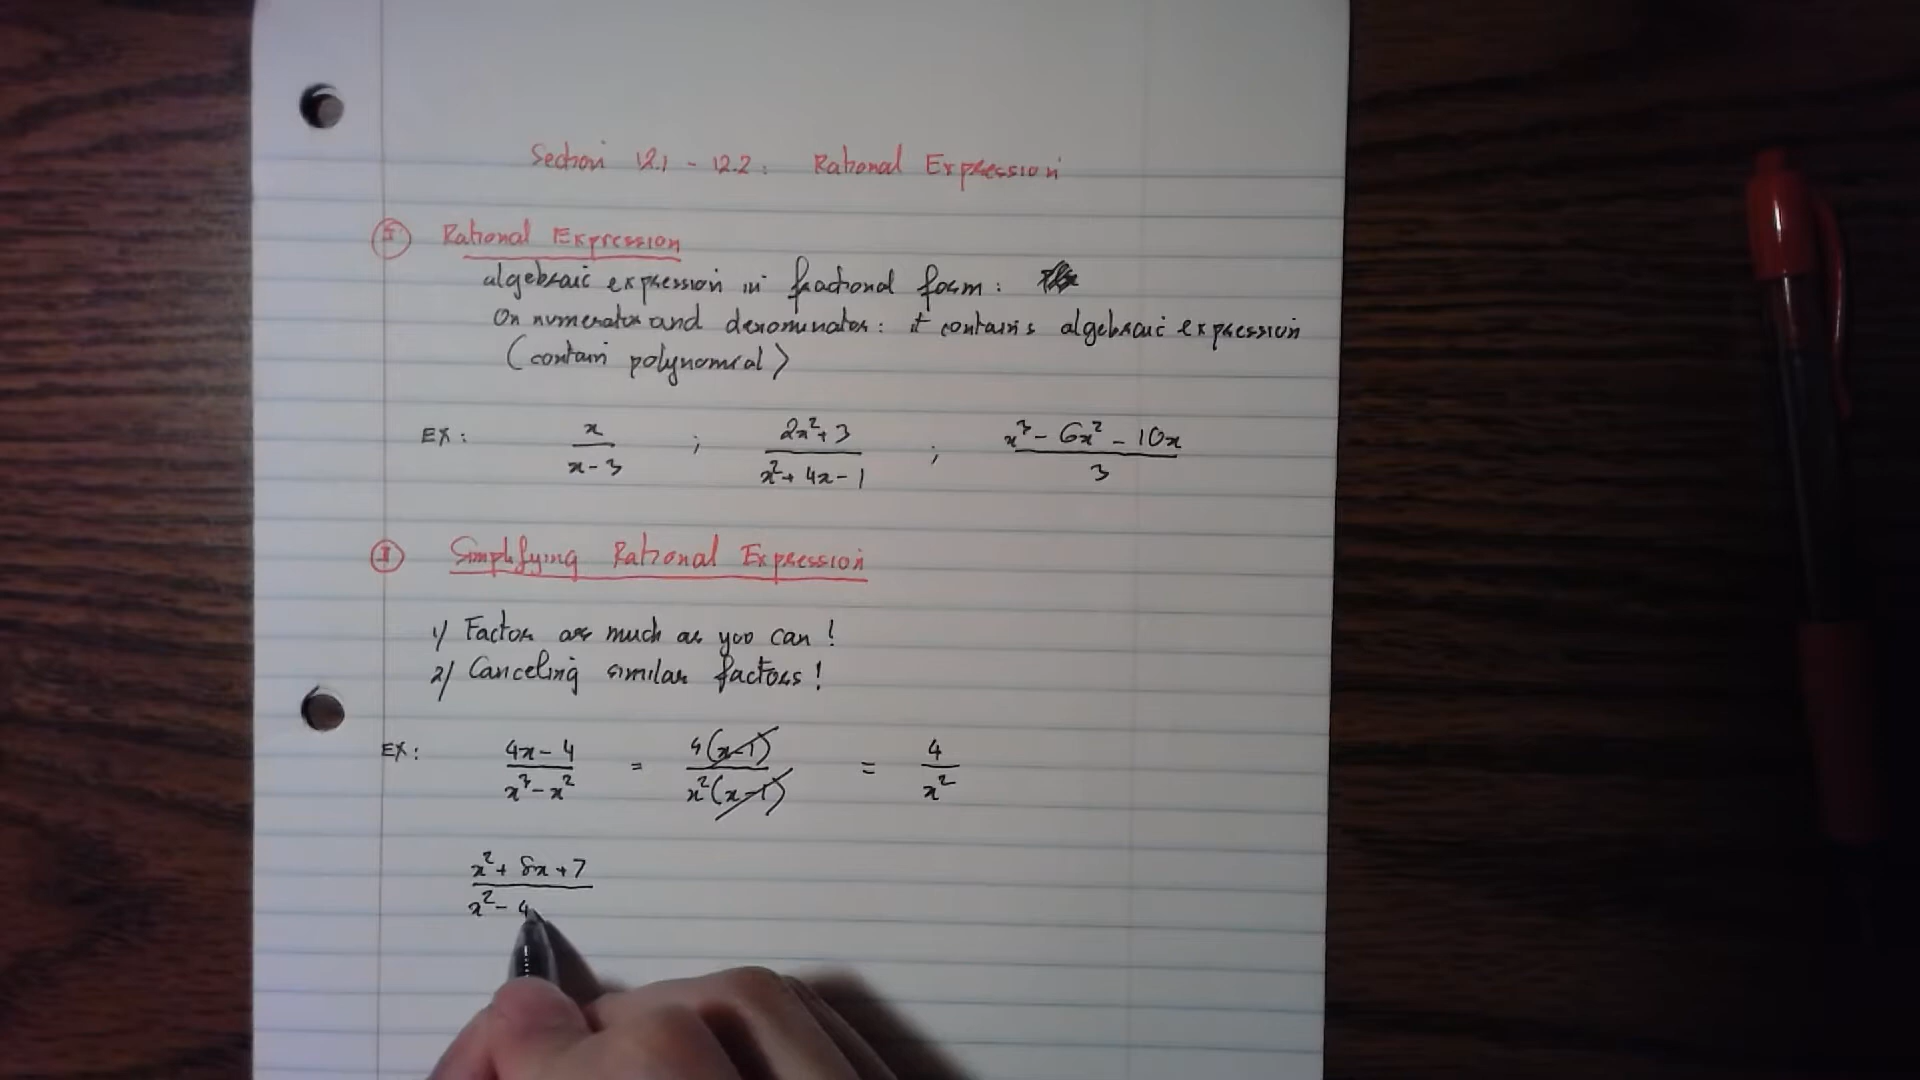 Section 12.1 - 12.2: Rational Expression
I Rational Expression
algebraic expression in fractional form:
On numerator and denominator: it contains algebraic expression
(contain polynomial)
EX: x/(x-3) ; (2x²+3)/(x²+4x-1) ; (x³-6x²-10x)/3
II Simplifying Rational Expression
1) Factor as much as you can!
2) Canceling similar factors!
EX: (4x-4)/(x³-x²) = 4(x-1)/x²(x-1) = 4/x²
(x²+8x+7)/(x²-4